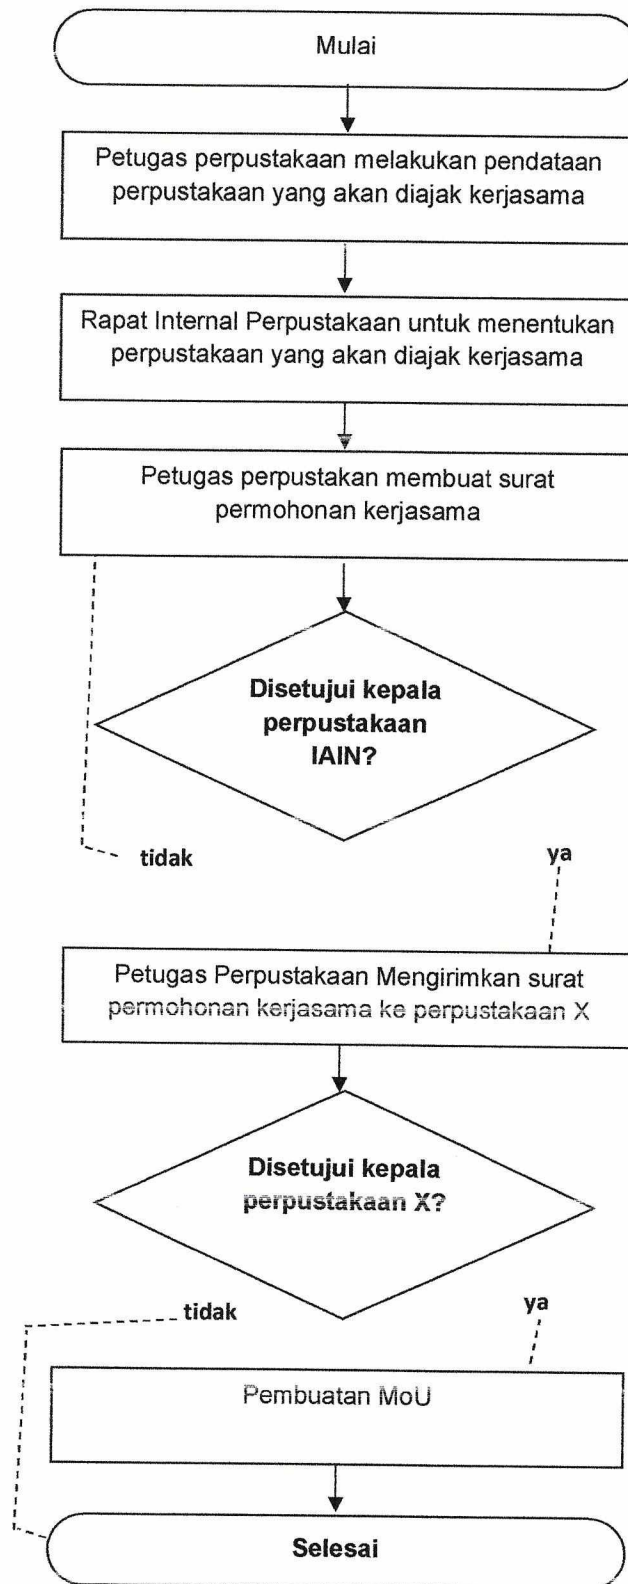 Mulai
Petugas perpustakaan melakukan pendataan
perpustakaan yang akan diajak kerjasama
Rapat Internal Perpustakaan untuk menentukan
perpustakaan yang akan diajak kerjasama
Petugas perpustakan membuat surat
permohonan kerjasama
Disetujui kepala
perpustakaan
IAIN?
tidak
ya
Petugas Perpustakaan Mengirimkan surat
permohonan kerjasama ke perpustakaan X
Disetujui kepala
perpustakaan X?
tidak
ya
Pembuatan MoU
Selesai